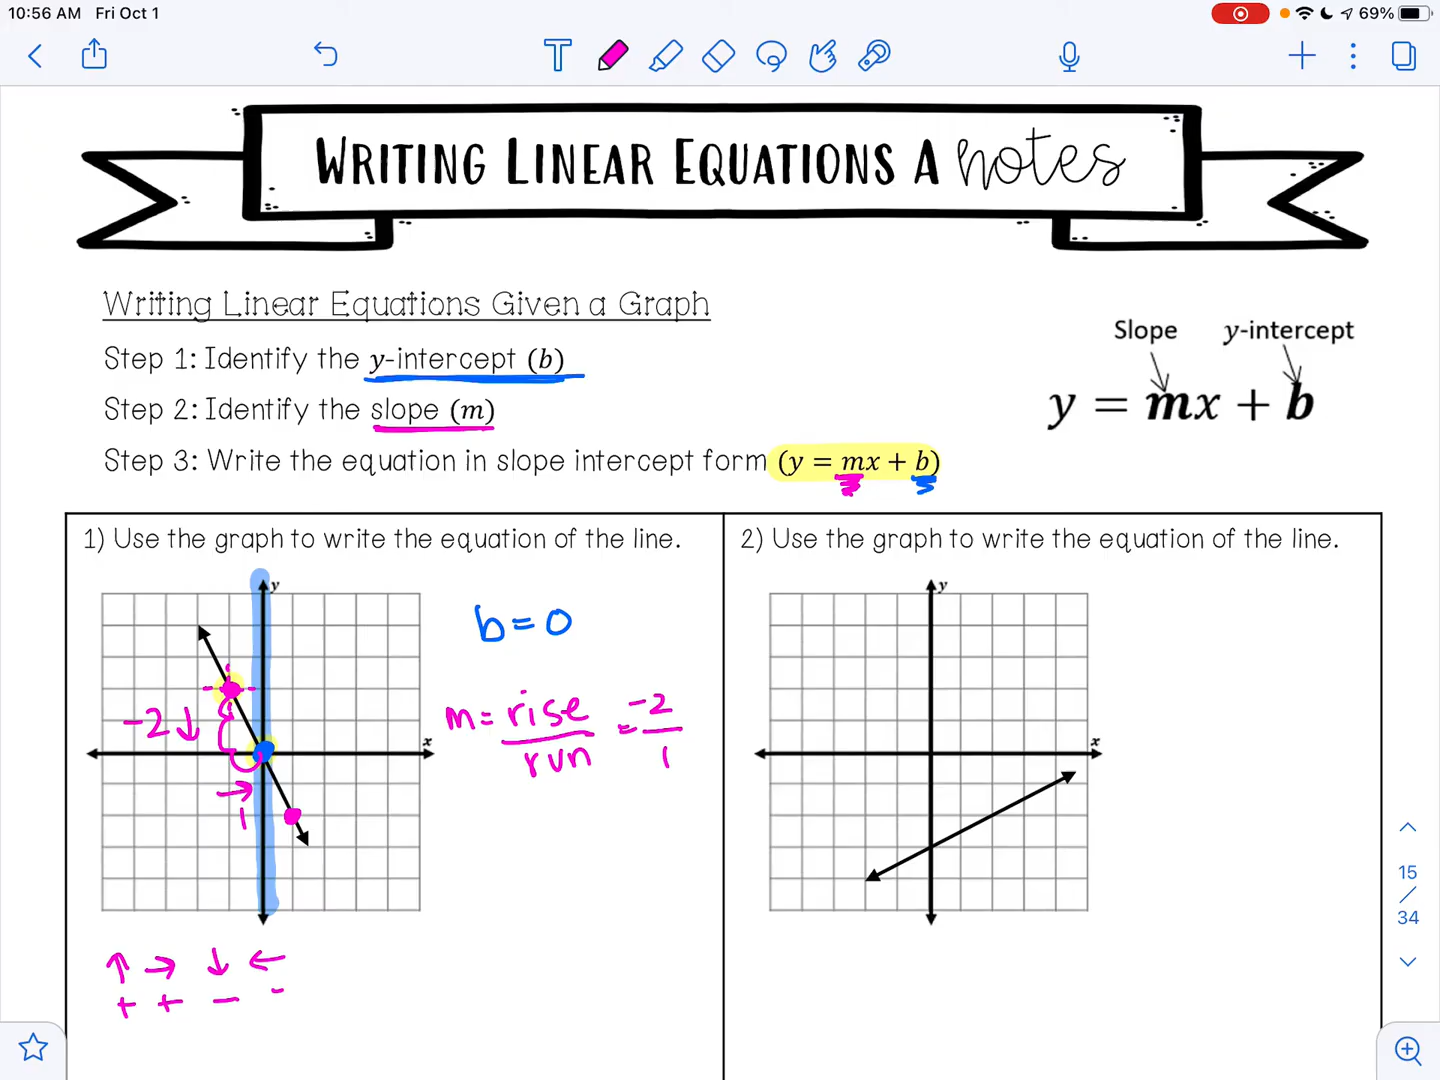 10:56 AM Fri Oct 1
69%
T
WRITING LINEAR EQUATIONS A notes
Writing Linear Equations Given a Graph
Step 1: Identify the y-intercept (b)
Step 2: Identify the slope (m)
Step 3: Write the equation in slope intercept form (y = mx + b)
Slope y-intercept
y = mx + b
1) Use the graph to write the equation of the line.
y
x
b = 0
m = rise/run = -2/1
-2 ↓
→
1
↑ → ↓ ←
+ + - -
2) Use the graph to write the equation of the line.
y
x
15
/
34